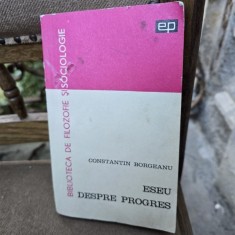 ep
BIBLIOTECA DE FILOZOFIE ȘI SOCIOLOGIE
CONSTANTIN BORGEANU
ESEU
DESPRE PROGRES